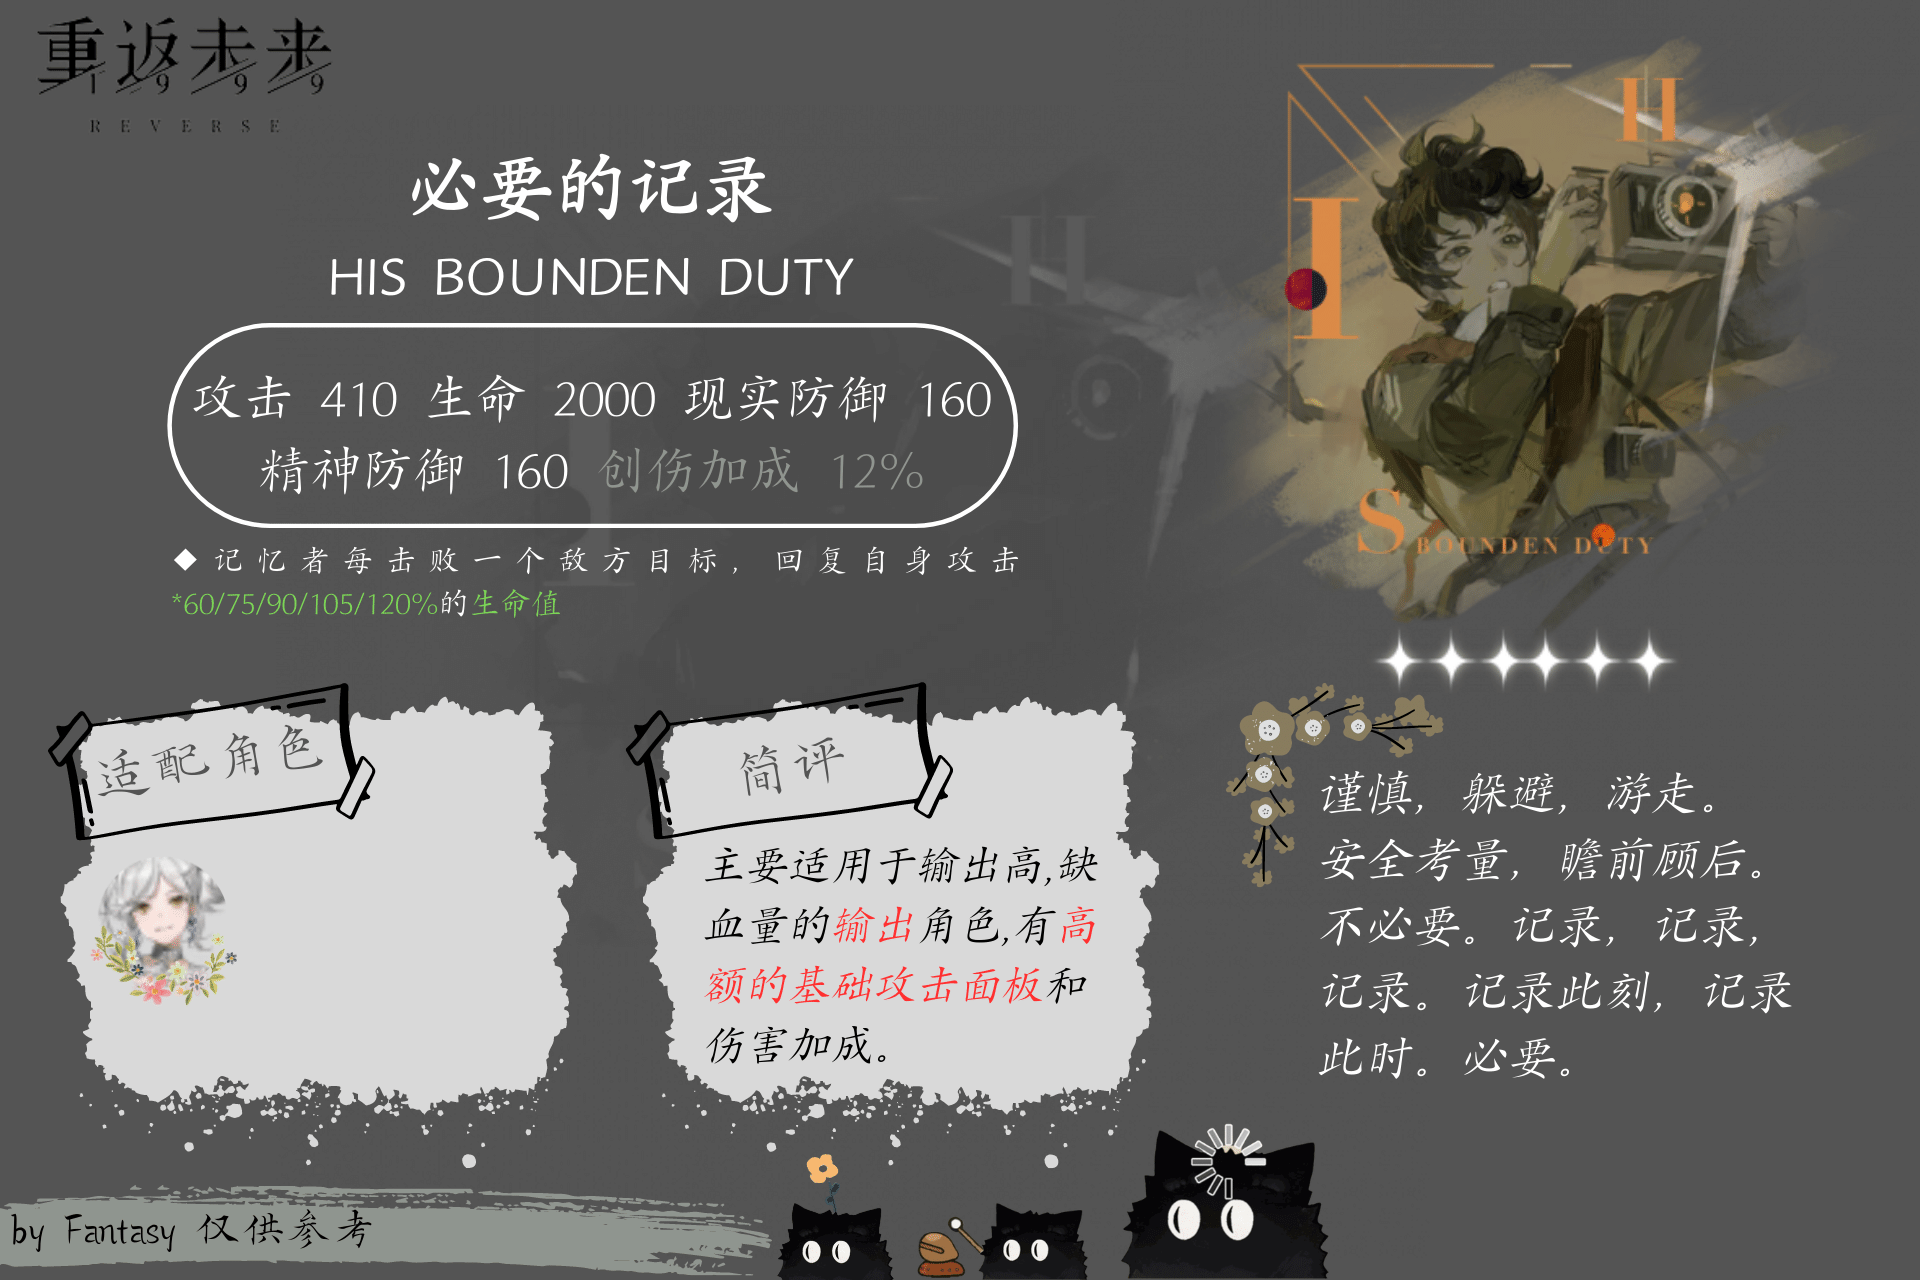 重返未来
1 9 9 9
REVERSE
必要的记录
HIS BOUNDEN DUTY
攻击 410 生命 2000 现实防御 160
精神防御 160 创伤加成 12%
◆ 记忆者每击败一个敌方目标，回复自身攻击
*60/75/90/105/120%的生命值
H
I
S BOUNDEN DUTY
适配角色
简评
主要适用于输出高,缺
血量的输出角色,有高
额的基础攻击面板和
伤害加成。
谨慎，躲避，游走。
安全考量，瞻前顾后。
不必要。记录，记录，
记录。记录此刻，记录
此时。必要。
by Fantasy 仅供参考